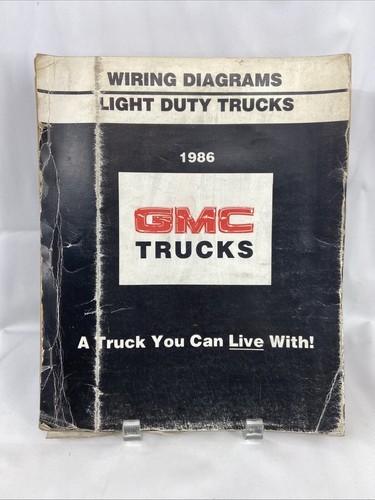 WIRING DIAGRAMS
LIGHT DUTY TRUCKS
1986
GMC
TRUCKS
A Truck You Can Live With!